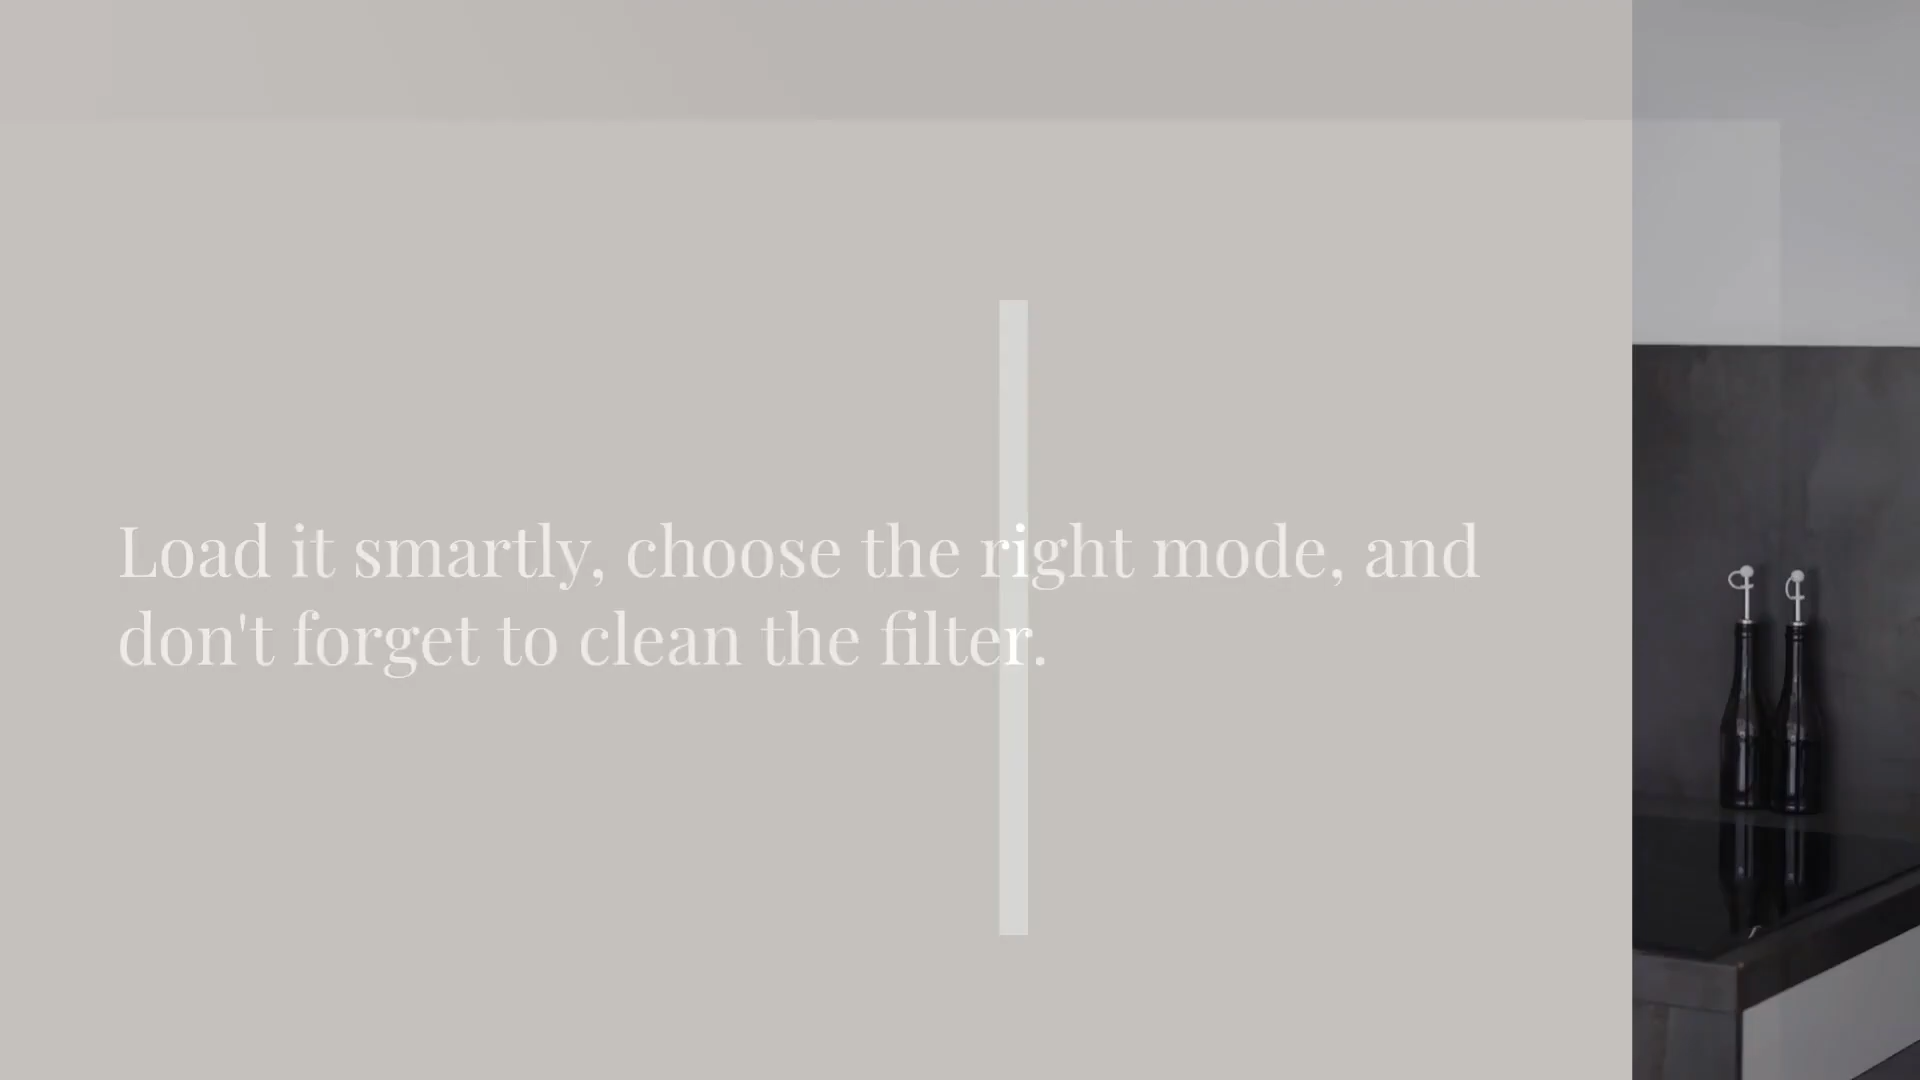 Load it smartly, choose the right mode, and
don't forget to clean the filter.